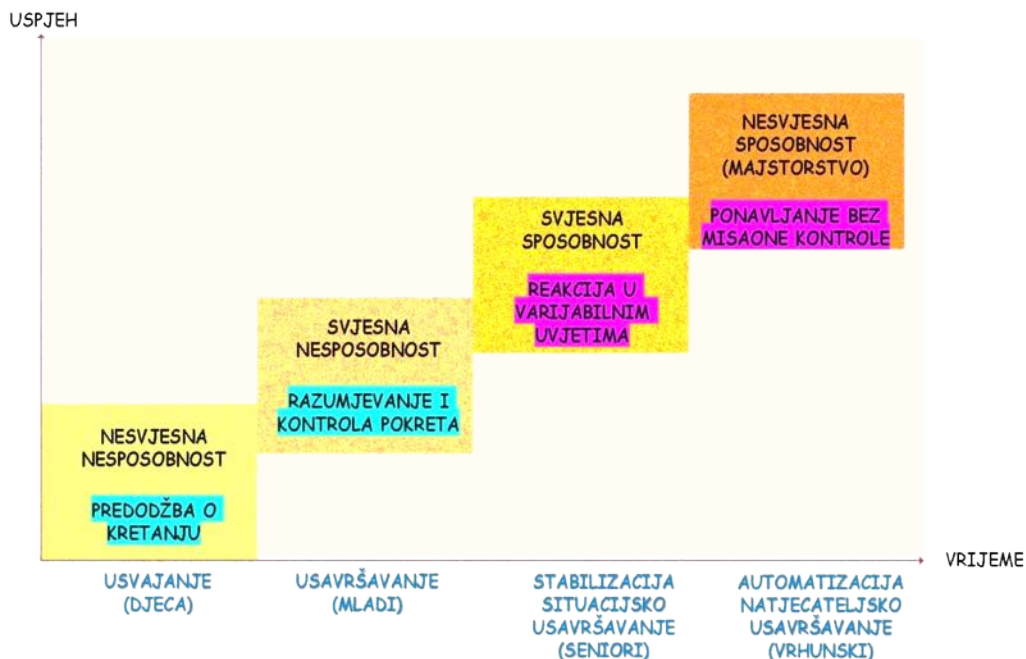 USPJEH
NESVJESNA
SPOSOBNOST
(MAJSTORSTVO)
PONAVLJANJE BEZ
MISAONE KONTROLE
SVJESNA
SPOSOBNOST
REAKCIJA U
VARIJABILNIM
UVJETIMA
SVJESNA
NESPOSOBNOST
RAZUMJEVANJE I
KONTROLA POKRETA
NESVJESNA
NESPOSOBNOST
PREDODŽBA O
KRETANJU
VRIJEME
USVAJANJE
(DJECA)
USAVRŠAVANJE
(MLADI)
STABILIZACIJA
SITUACIJSKO
USAVRŠAVANJE
(SENIORI)
AUTOMATIZACIJA
NATJECATELJSKO
USAVRŠAVANJE
(VRHUNSKI)